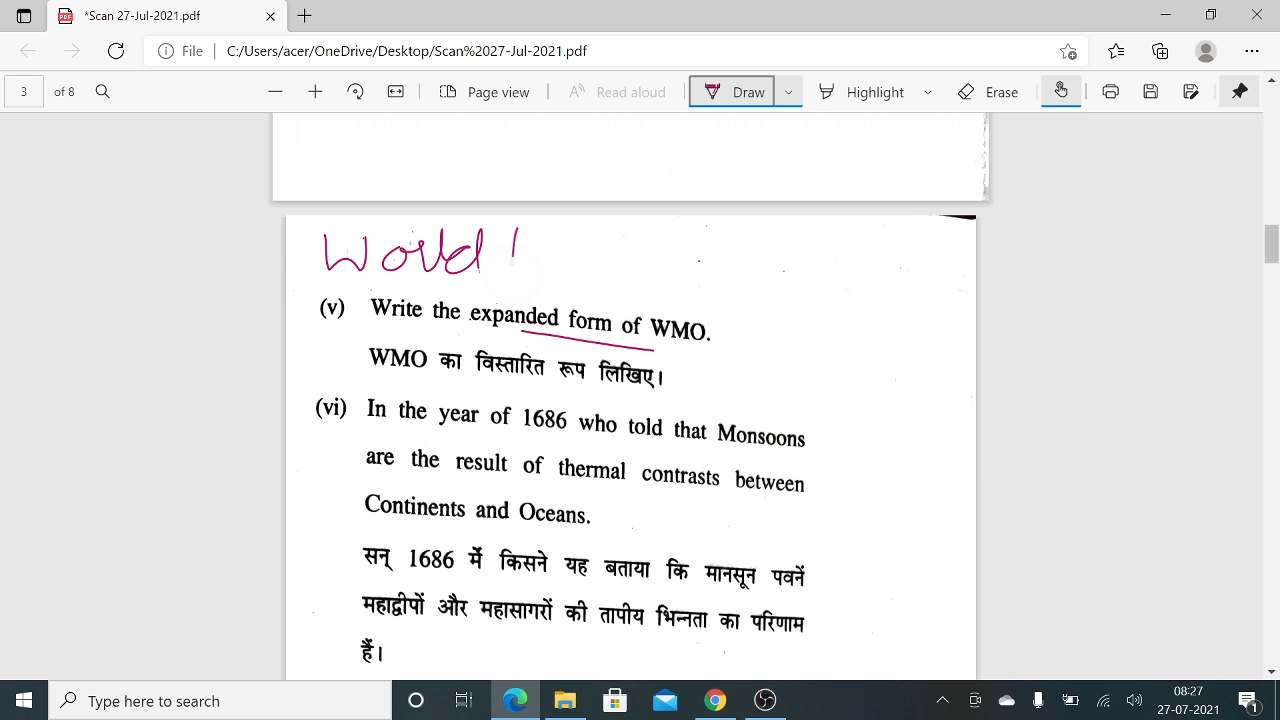 *Scan 27-Jul-2021.pdf
File C:/Users/acer/OneDrive/Desktop/Scan%2027-Jul-2021.pdf
3 of 8 Page view Read aloud Draw Highlight Erase
World
(v) Write the expanded form of WMO.
WMO का विस्तारित रूप लिखिए।
(vi) In the year of 1686 who told that Monsoons
are the result of thermal contrasts between
Continents and Oceans.
सन् 1686 में किसने यह बताया कि मानसून पवनें
महाद्वीपों और महासागरों की तापीय भिन्नता का परिणाम
हैं।
Type here to search
08:27
27-07-2021
1